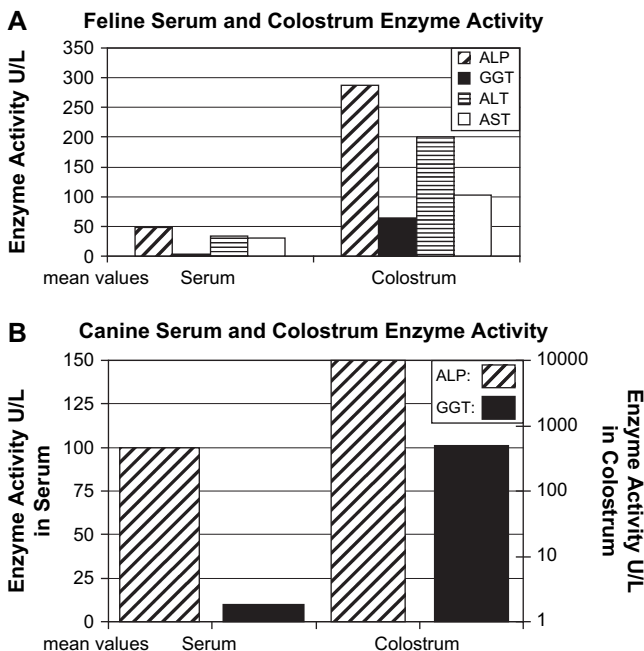 A
Feline Serum and Colostrum Enzyme Activity
Enzyme Activity U/L
350
300
250
200
150
100
50
0
ALP
GGT
ALT
AST
mean values
Serum
Colostrum
B
Canine Serum and Colostrum Enzyme Activity
Enzyme Activity U/L
in Serum
150
125
100
75
50
25
0
ALP:
GGT:
10000
1000
100
10
1
Enzyme Activity U/L
in Colostrum
mean values
Serum
Colostrum